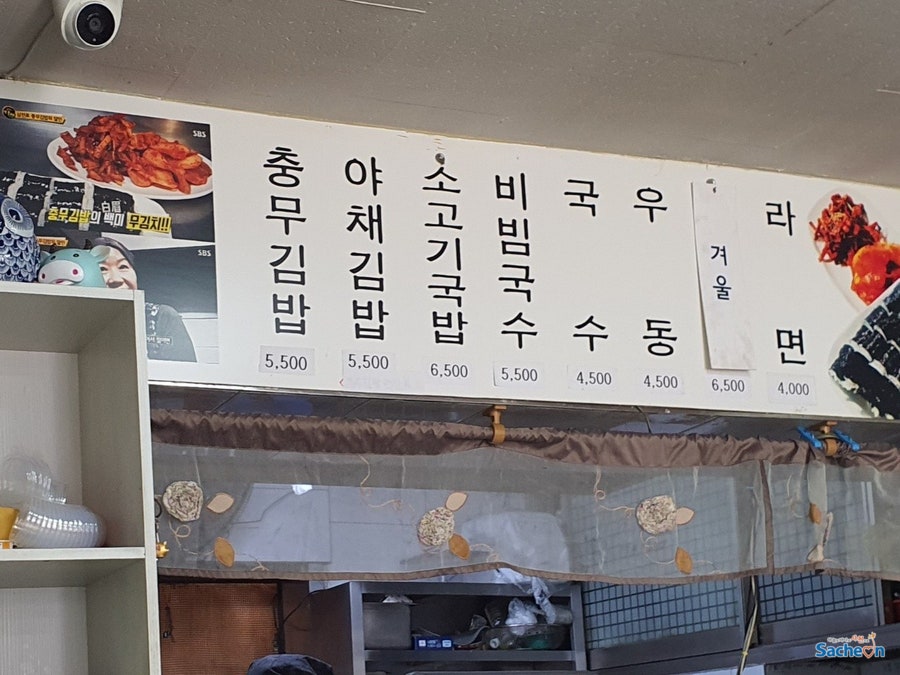 SBS
白眉
충무김밥의 백미 무김치!!
SBS
충무김밥
5,500
야채김밥
5,500
소고기국밥
6,500
비빔국수
5,500
국수
4,500
우동
4,500
겨울
6,500
라면
4,000
Sacheon